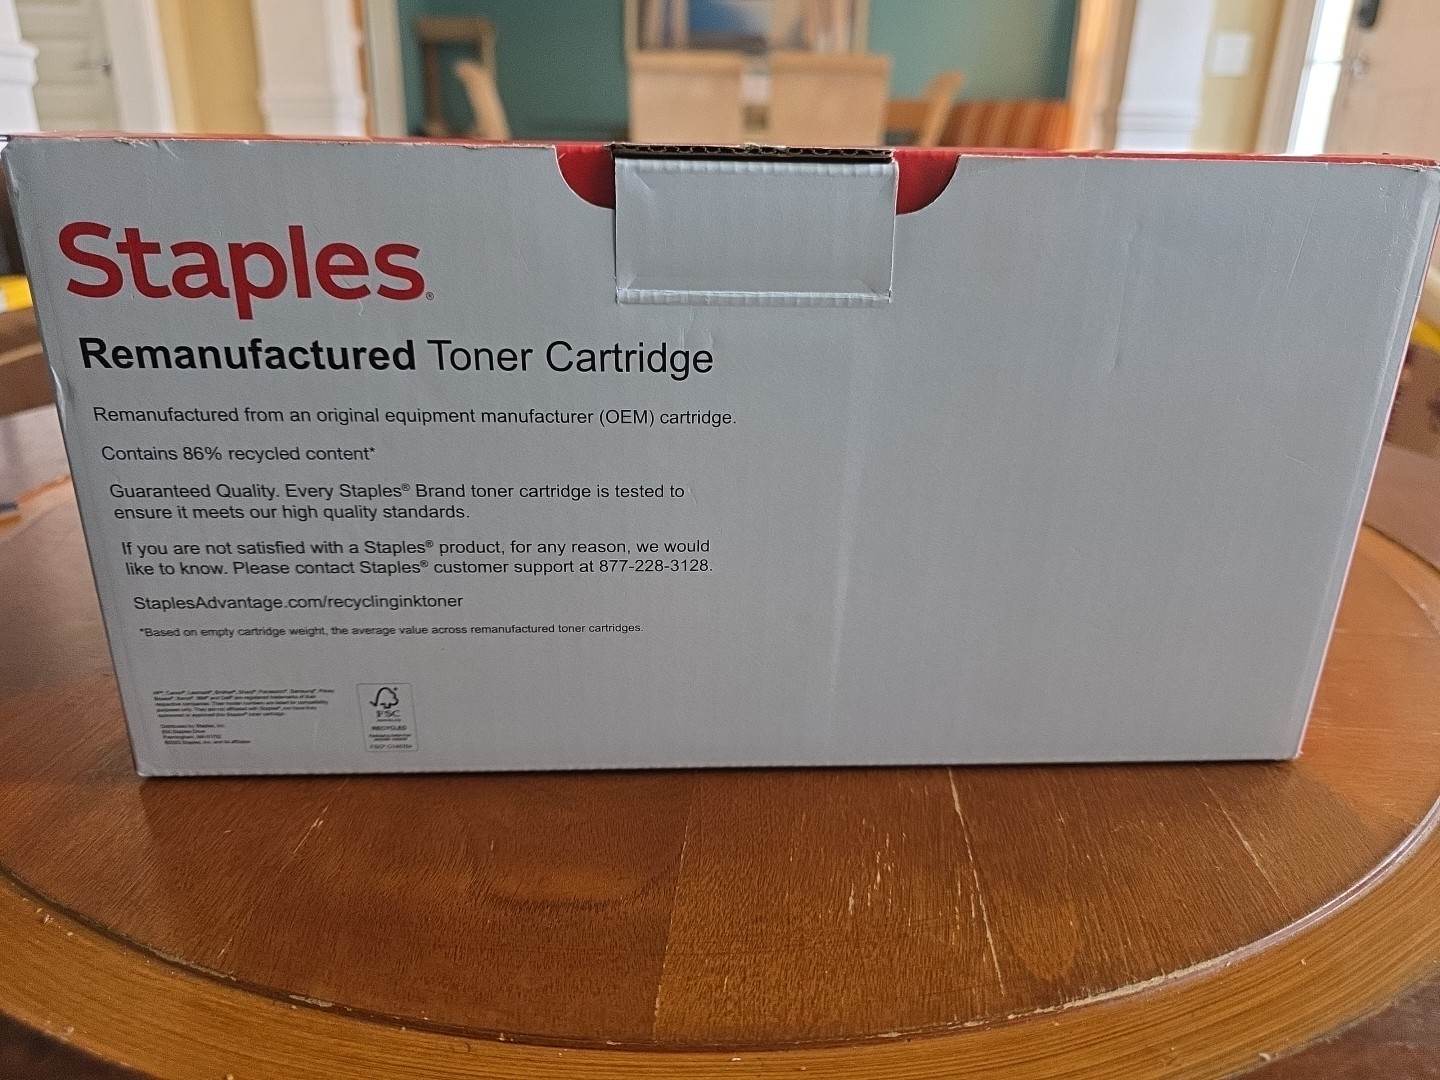 Staples®
Remanufactured Toner Cartridge
Remanufactured from an original equipment manufacturer (OEM) cartridge.
Contains 86% recycled content*
Guaranteed Quality. Every Staples® Brand toner cartridge is tested to
ensure it meets our high quality standards.
If you are not satisfied with a Staples® product, for any reason, we would
like to know. Please contact Staples® customer support at 877-228-3128.
StaplesAdvantage.com/recyclinginktoner
*Based on empty cartridge weight, the average value across remanufactured toner cartridges.
FSC
RECYCLED